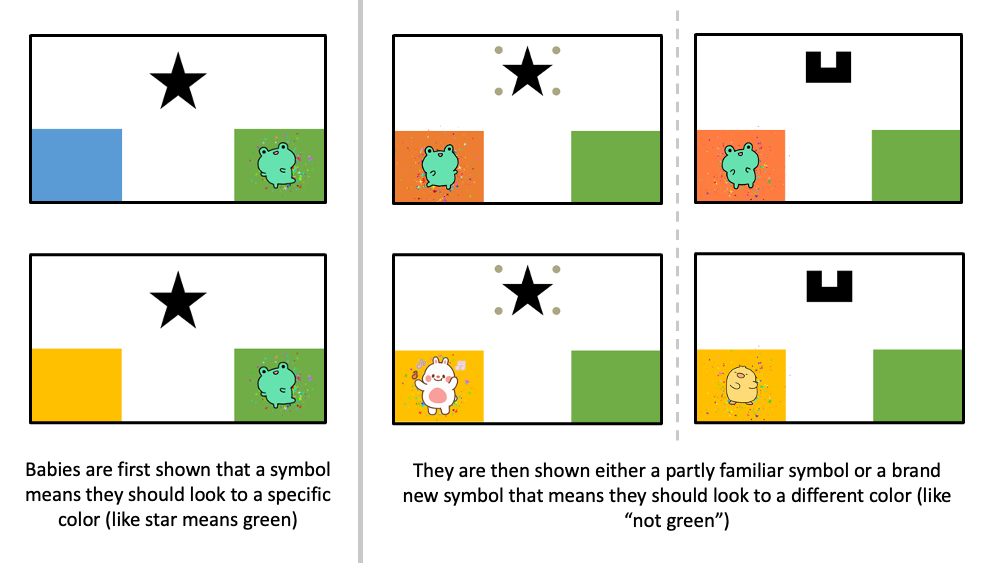 Babies are first shown that a symbol
means they should look to a specific
color (like star means green)
They are then shown either a partly familiar symbol or a brand
new symbol that means they should look to a different color (like
“not green”)